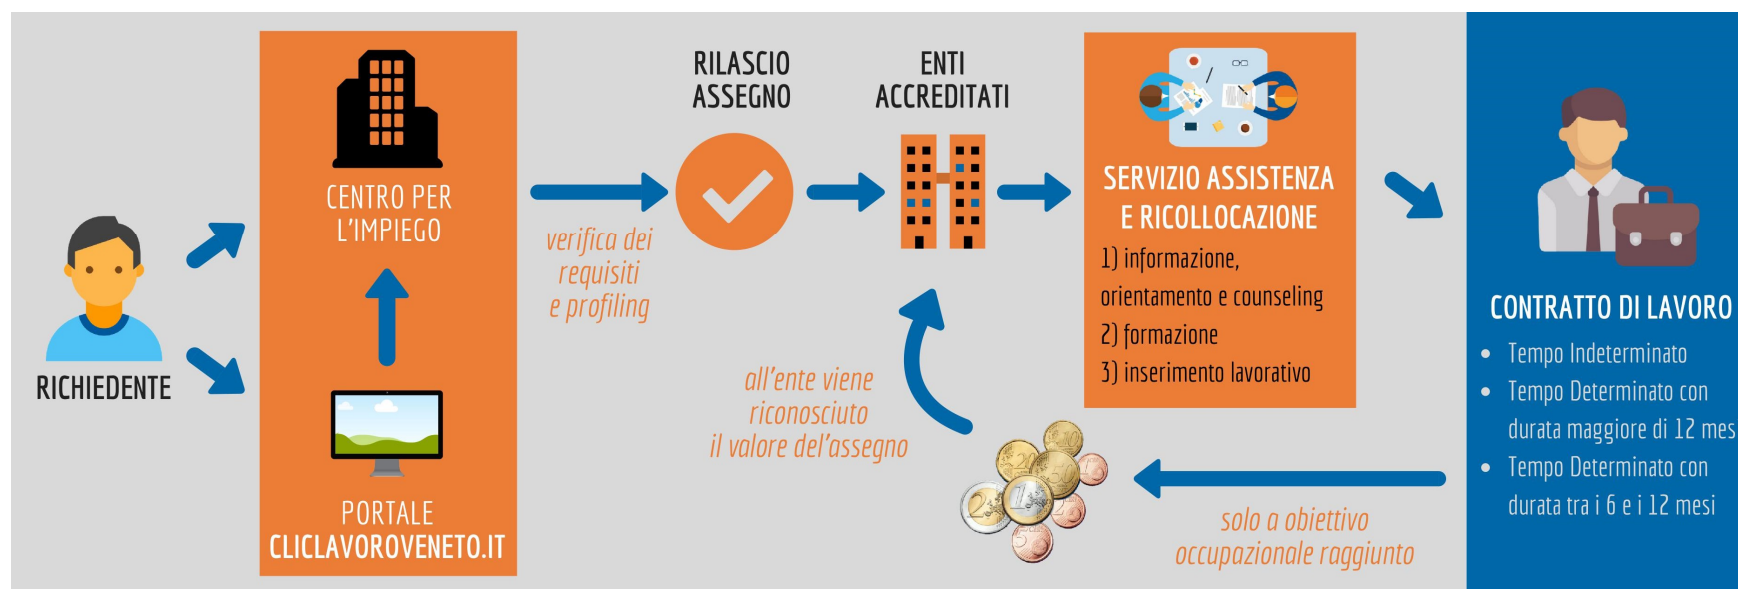 RICHIEDENTE
CENTRO PER
L'IMPIEGO
PORTALE
CLICLAVOROVENETO.IT
verifica dei
requisiti
e profiling
RILASCIO
ASSEGNO
ENTI
ACCREDITATI
all'ente viene
riconosciuto
il valore del'assegno
SERVIZIO ASSISTENZA
E RICOLLOCAZIONE
1) informazione,
orientamento e counseling
2) formazione
3) inserimento lavorativo
solo a obiettivo
occupazionale raggiunto
CONTRATTO DI LAVORO
• Tempo Indeterminato
• Tempo Determinato con
durata maggiore di 12 mes
• Tempo Determinato con
durata tra i 6 e i 12 mesi